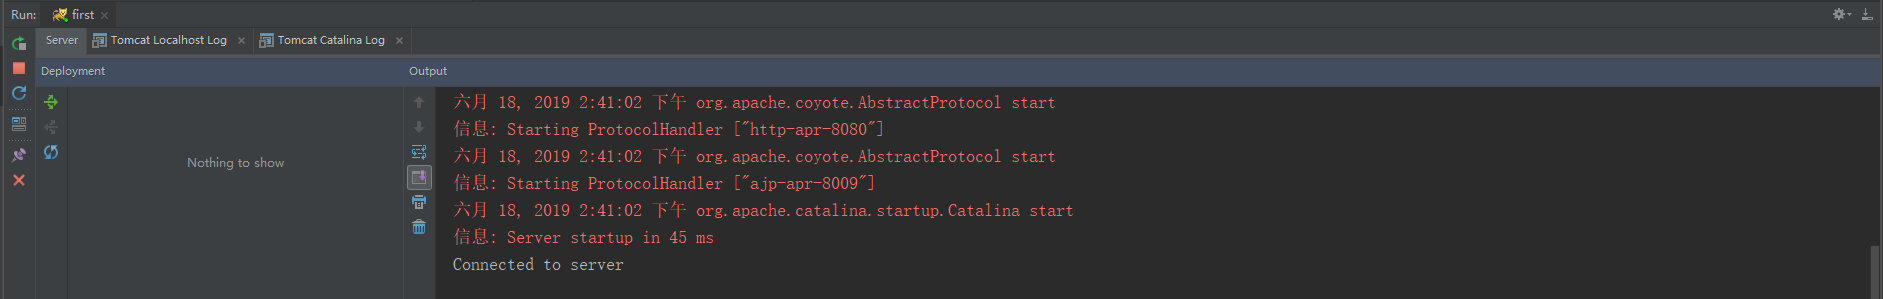 Run: first
Server Tomcat Localhost Log Tomcat Catalina Log
Deployment
Output
Nothing to show
六月 18, 2019 2:41:02 下午 org.apache.coyote.AbstractProtocol start
信息: Starting ProtocolHandler ["http-apr-8080"]
六月 18, 2019 2:41:02 下午 org.apache.coyote.AbstractProtocol start
信息: Starting ProtocolHandler ["ajp-apr-8009"]
六月 18, 2019 2:41:02 下午 org.apache.catalina.startup.Catalina start
信息: Server startup in 45 ms
Connected to server